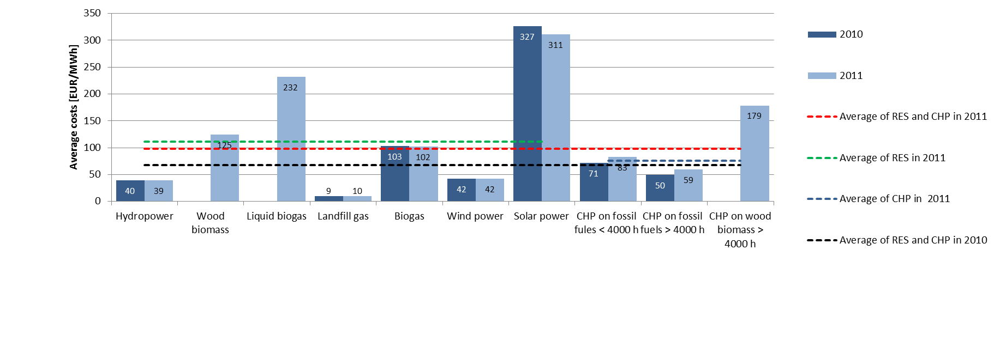 Average costs [EUR/MWh]
350
300
250
200
150
100
50
0
40
39
125
232
9
10
103
102
42
42
327
311
71
83
50
59
179
Hydropower
Wood
biomass
Liquid biogas
Landfill gas
Biogas
Wind power
Solar power
CHP on fossil
fules < 4000 h
CHP on fossil
fuels > 4000 h
CHP on wood
biomass >
4000 h
2010
2011
Average of RES and CHP in 2011
Average of RES in 2011
Average of CHP in  2011
Average of RES and CHP in 2010